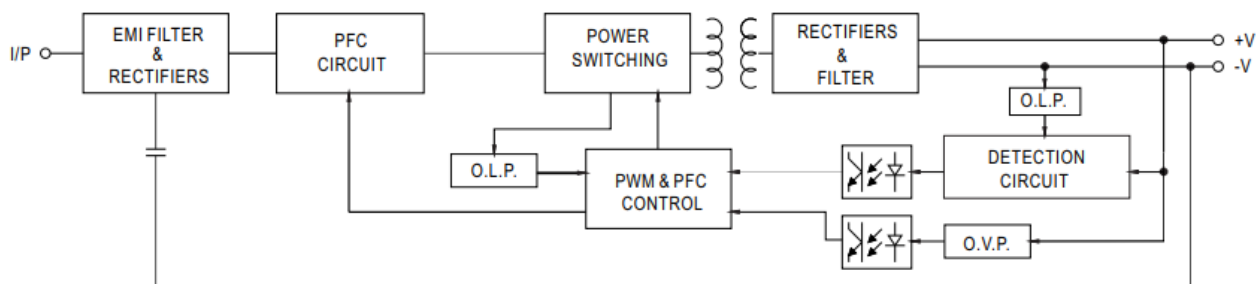 I/P
EMI FILTER
&
RECTIFIERS
PFC
CIRCUIT
POWER
SWITCHING
RECTIFIERS
&
FILTER
+V
-V
O.L.P.
O.L.P.
PWM & PFC
CONTROL
DETECTION
CIRCUIT
O.V.P.